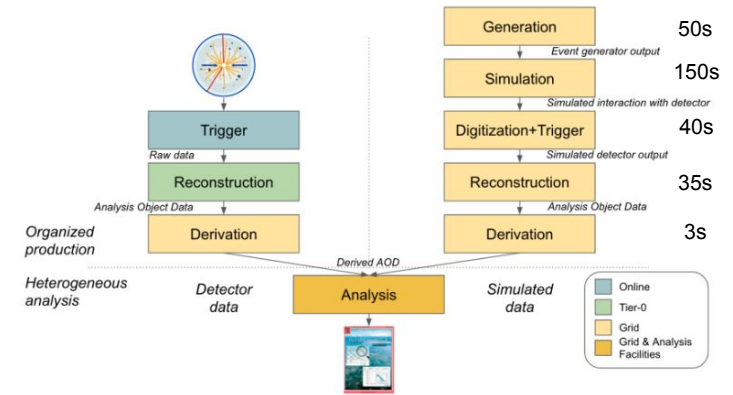 Generation
50s
Event generator output
Simulation
150s
Simulated interaction with detector
Trigger
Digitization+Trigger
40s
Raw data
Simulated detector output
Reconstruction
Reconstruction
35s
Analysis Object Data
Analysis Object Data
Organized
production
Derivation
Derivation
3s
Derived AOD
Heterogeneous
analysis
Detector
data
Analysis
Simulated
data
Online
Tier-0
Grid
Grid & Analysis
Facilities